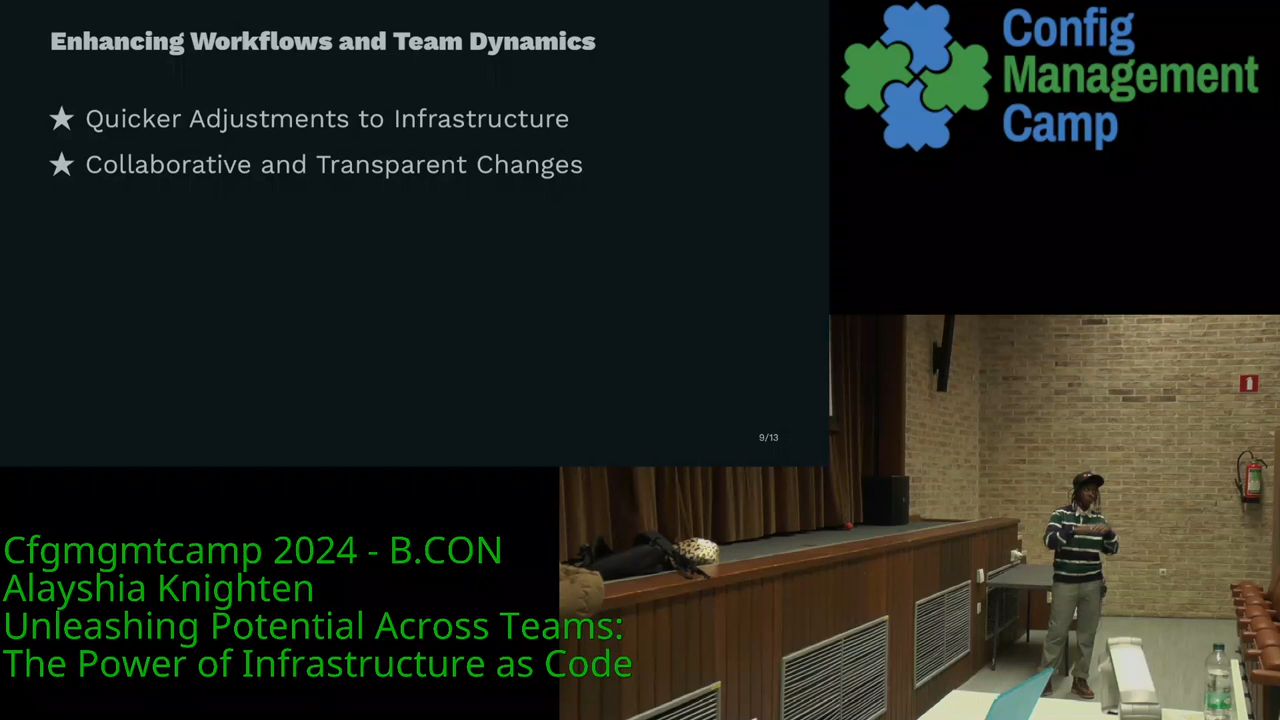 Enhancing Workflows and Team Dynamics
★ Quicker Adjustments to Infrastructure
★ Collaborative and Transparent Changes
9/13
Config
Management
Camp
Cfgmgmtcamp 2024 - B.CON
Alayshia Knighten
Unleashing Potential Across Teams:
The Power of Infrastructure as Code